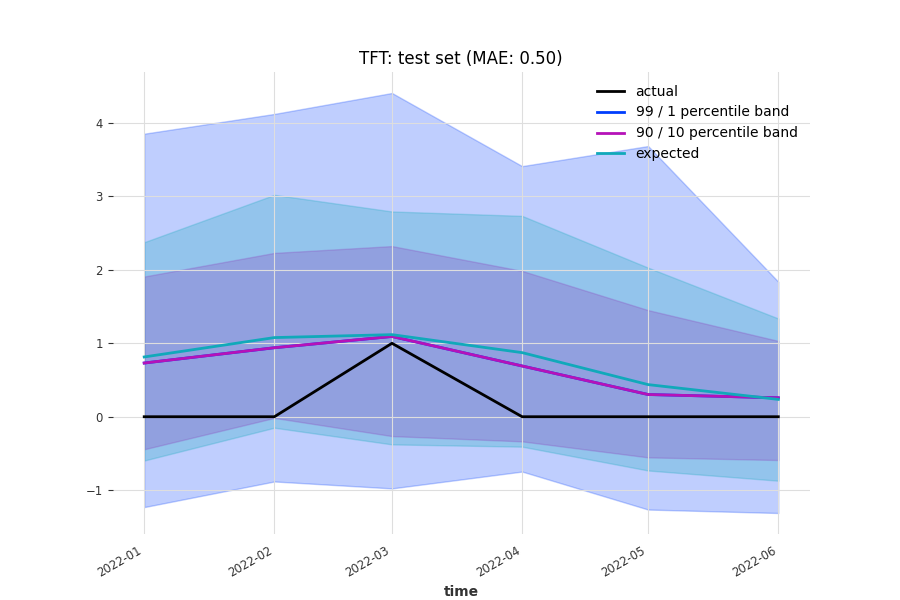 TFT: test set (MAE: 0.50)
actual
99 / 1 percentile band
90 / 10 percentile band
expected
4
3
2
1
0
−1
2022-01
2022-02
2022-03
2022-04
2022-05
2022-06
time